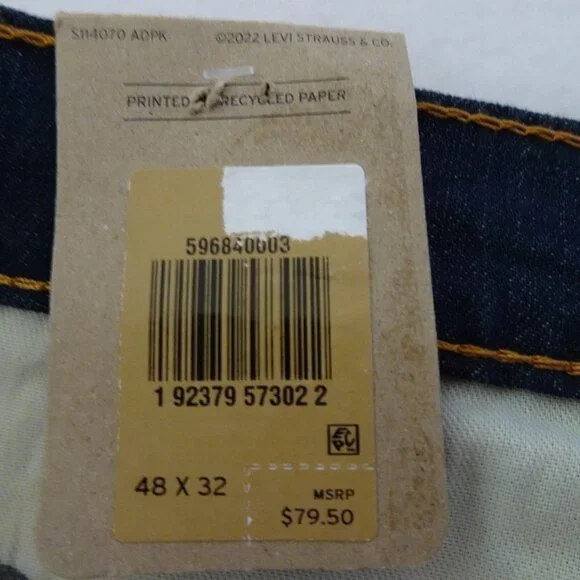 S114070 ADPK ©2022 LEVI STRAUSS & CO.
PRINTED RECYCLED PAPER
596840003
1 92379 57302 2
EPC
48 X 32
MSRP
$79.50